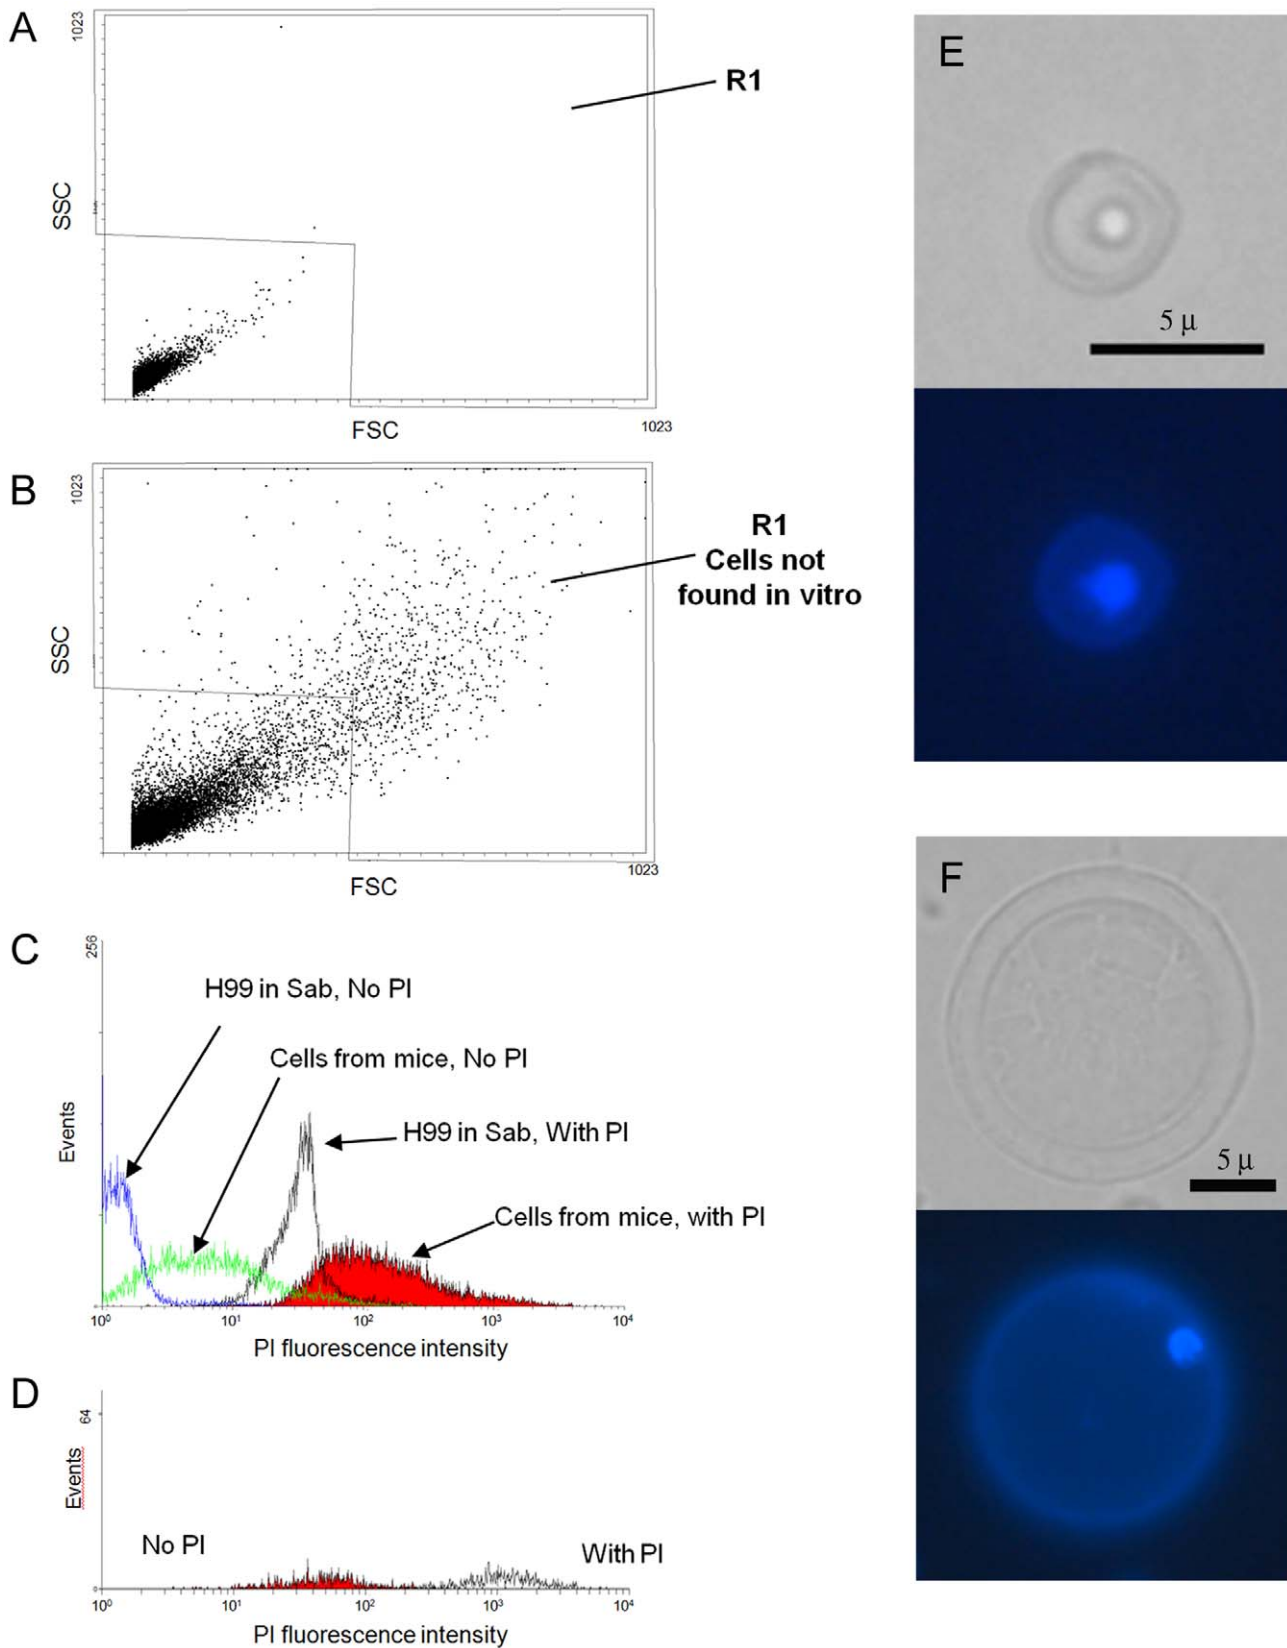 A
1023
SSC
R1
FSC
1023
B
1023
SSC
R1
Cells not
found in vitro
FSC
1023
C
256
Events
H99 in Sab, No PI
Cells from mice, No PI
H99 in Sab, With PI
Cells from mice, with PI
10⁰ 10¹ 10² 10³ 10⁴
PI fluorescence intensity
D
64
Events
0
No PI
With PI
10⁰ 10¹ 10² 10³ 10⁴
PI fluorescence intensity
E
5 μ
F
5 μ